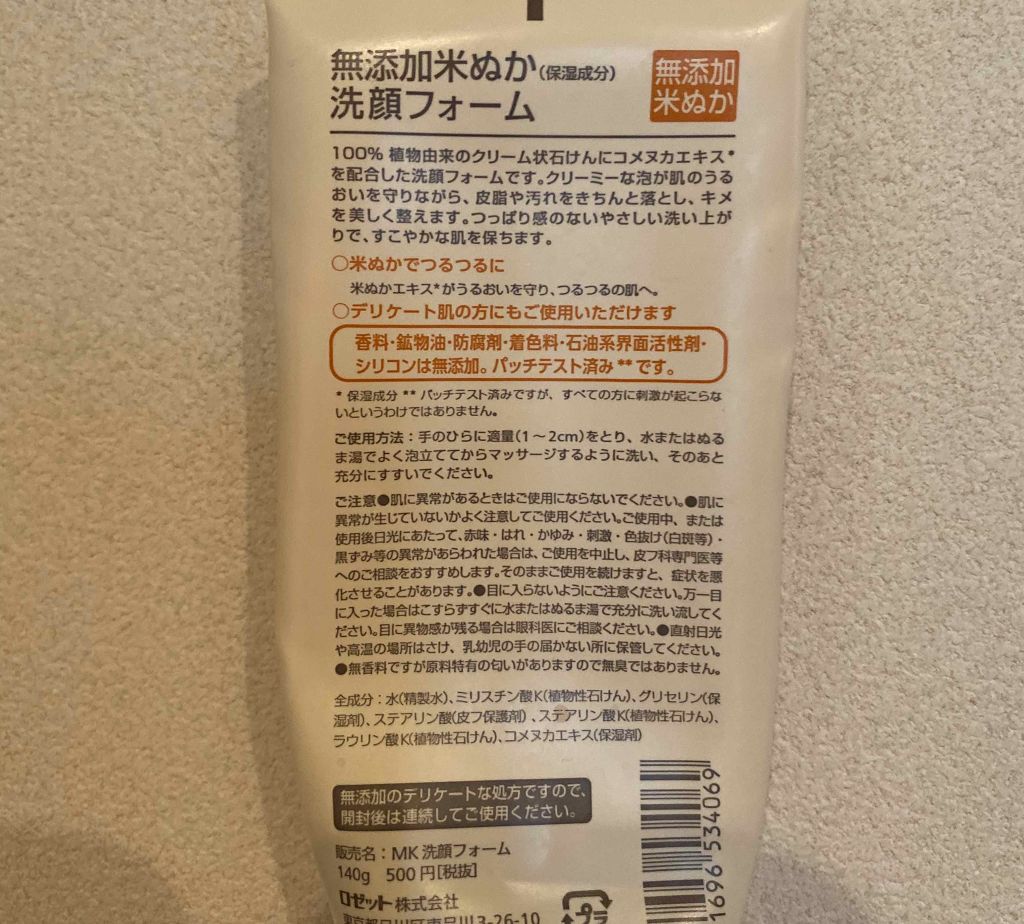 無添加米ぬか(保湿成分)
洗顔フォーム
無添加
米ぬか
100% 植物由来のクリーム状石けんにコメヌカエキス*
を配合した洗顔フォームです。クリーミーな泡が肌のうる
おいを守りながら、皮脂や汚れをきちんと落とし、キメ
を美しく整えます。つっぱり感のないやさしい洗い上が
りで、すこやかな肌を保ちます。
○米ぬかでつるつるに
米ぬかエキス*がうるおいを守り、つるつるの肌へ。
○デリケート肌の方にもご使用いただけます
香料・鉱物油・防腐剤・着色料・石油系界面活性剤・
シリコンは無添加。パッチテスト済み**です。
* 保湿成分 ** パッチテスト済みですが、すべての方に刺激が起こらな
いというわけではありません。
ご使用方法：手のひらに適量(1～2cm)をとり、水またはぬる
ま湯でよく泡立ててからマッサージするように洗い、そのあと
充分にすすいでください。
ご注意●肌に異常があるときはご使用にならないでください。●肌に
異常が生じていないかよく注意してご使用ください。ご使用中、または
使用後日光にあたって、赤味・はれ・かゆみ・刺激・色抜け(白斑等)・
黒ずみ等の異常があらわれた場合は、ご使用を中止し、皮フ科専門医等
へのご相談をおすすめします。そのままご使用を続けますと、症状を悪
化させることがあります。●目に入らないようにご注意ください。万一目
に入った場合はこすらずすぐに水またはぬるま湯で充分に洗い流してく
ださい。目に異物感が残る場合は眼科医にご相談ください。●直射日光
や高温の場所はさけ、乳幼児の手の届かない所に保管してください。
●無香料ですが原料特有の匂いがありますので無臭ではありません。
全成分：水(精製水)、ミリスチン酸K(植物性石けん)、グリセリン(保
湿剤)、ステアリン酸(皮フ保護剤)、ステアリン酸K(植物性石けん)、
ラウリン酸K(植物性石けん)、コメヌカエキス(保湿剤)
無添加のデリケートな処方ですので、
開封後は連続してご使用ください。
販売名：MK 洗顔フォーム
140g 500円[税抜]
ロゼット株式会社
東京都品川区東品川3-26-10
プラ
1696 534069